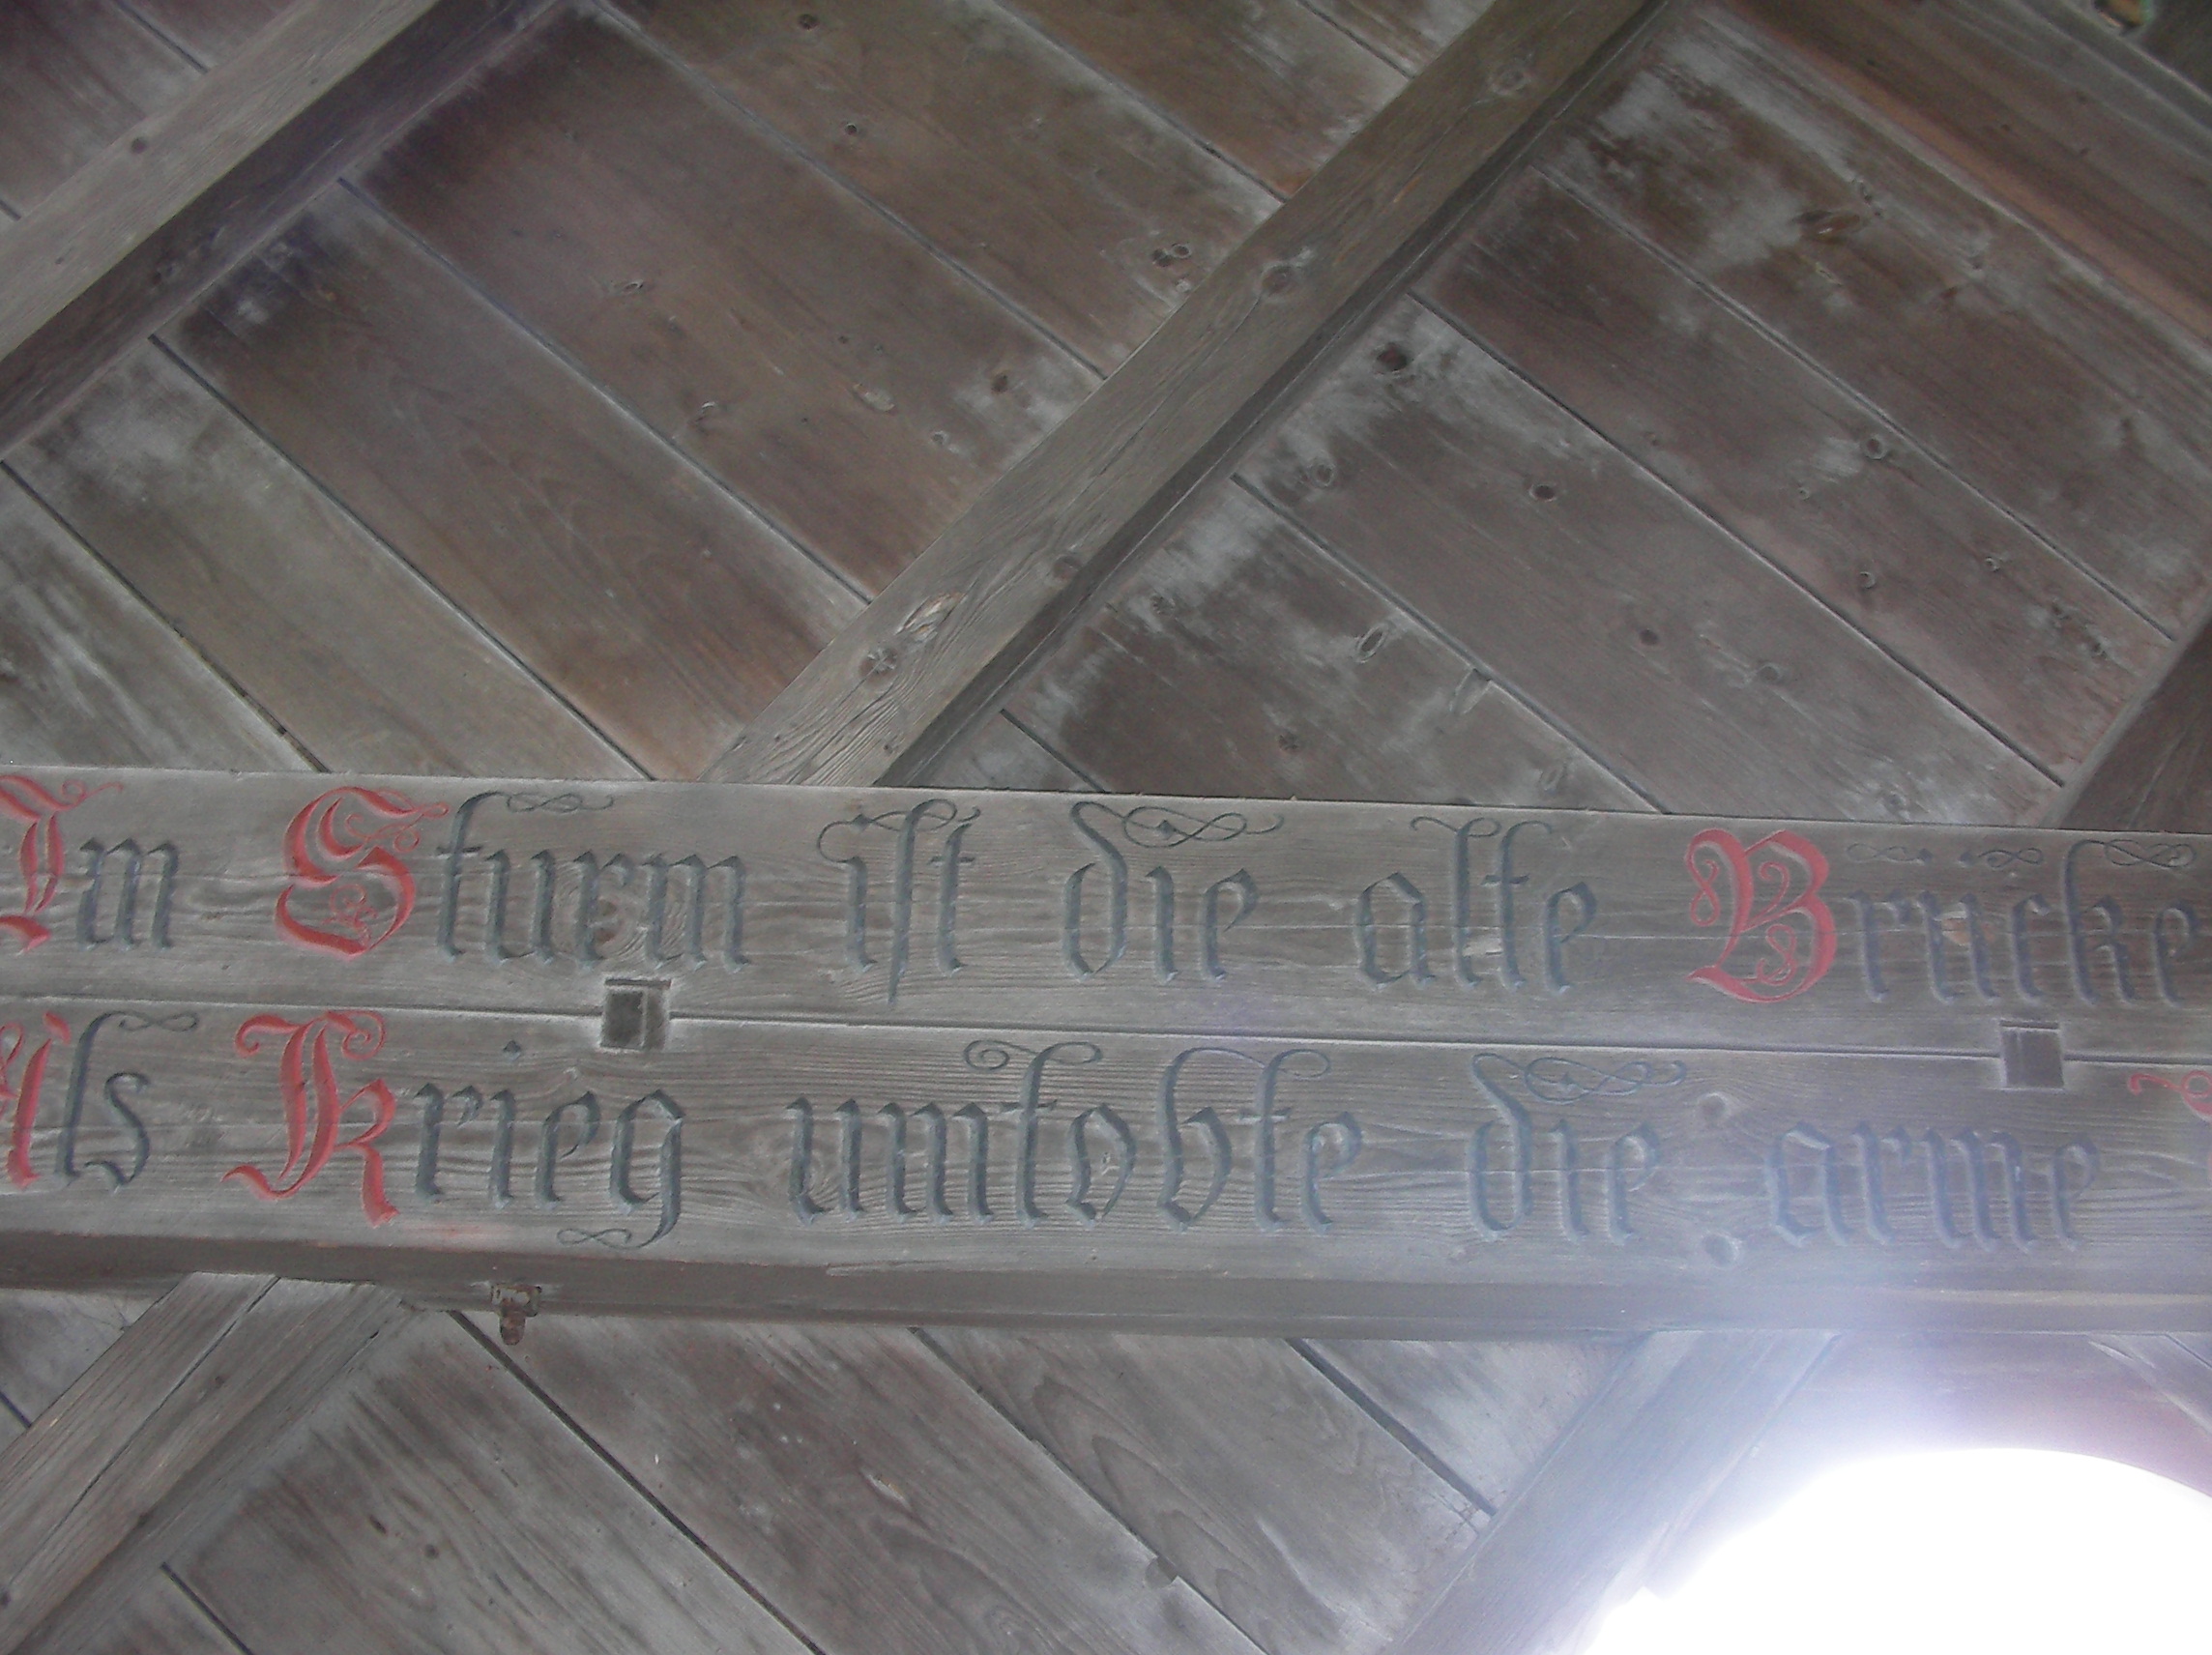 Im Sturm ist die alte Brücke
Als Krieg umtobte die arme